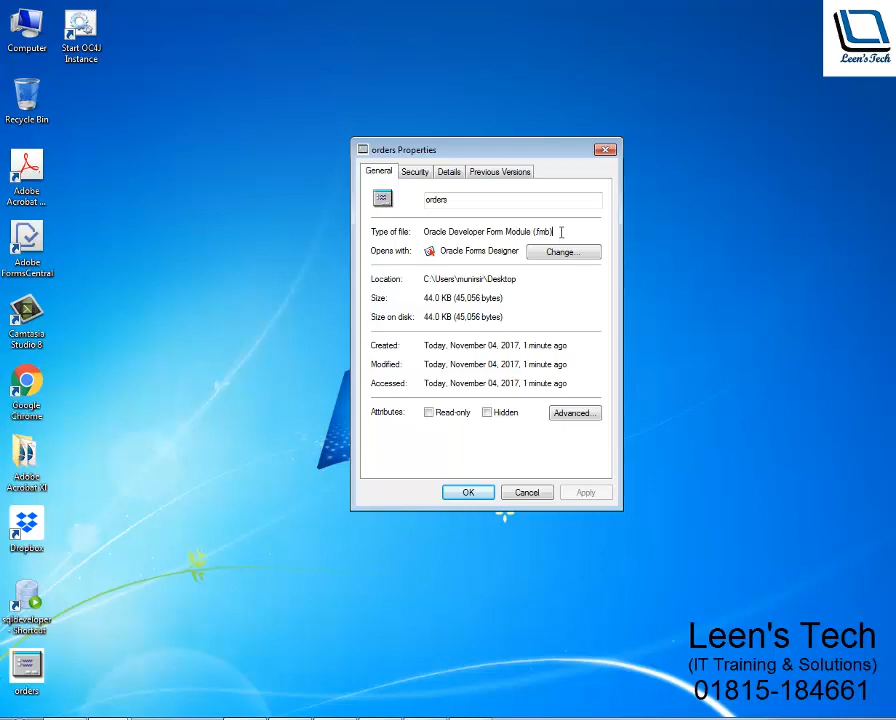 Computer
Start OC4J
Instance
Leen'sTech
Recycle Bin
Adobe
Acrobat ...
Adobe
FormsCentral
Camtasia
Studio 8
Google
Chrome
Adobe
Acrobat XI
Dropbox
sqldeveloper
- Shortcut
orders
orders Properties
General
Security
Details
Previous Versions
orders
Type of file: Oracle Developer Form Module (.fmb)
Opens with: Oracle Forms Designer
Change...
Location: C:\Users\munirsir\Desktop
Size: 44.0 KB (45,056 bytes)
Size on disk: 44.0 KB (45,056 bytes)
Created: Today, November 04, 2017, 1 minute ago
Modified: Today, November 04, 2017, 1 minute ago
Accessed: Today, November 04, 2017, 1 minute ago
Attributes: Read-only Hidden Advanced...
OK Cancel Apply
Leen's Tech
(IT Training & Solutions)
01815-184661